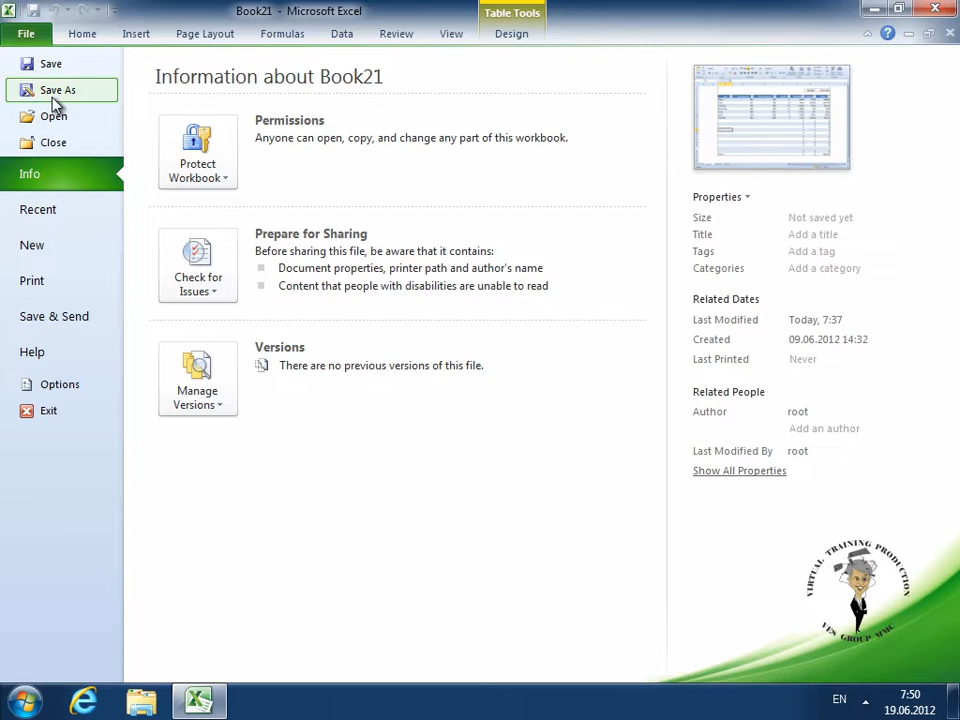 Book21 - Microsoft Excel
Table Tools
File Home Insert Page Layout Formulas Data Review View Design
Save
Save As
Open
Close
Info
Recent
New
Print
Save & Send
Help
Options
Exit
Information about Book21
Protect
Workbook
Permissions
Anyone can open, copy, and change any part of this workbook.
Check for
Issues
Prepare for Sharing
Before sharing this file, be aware that it contains:
Document properties, printer path and author's name
Content that people with disabilities are unable to read
Manage
Versions
Versions
There are no previous versions of this file.
Properties
Size Not saved yet
Title Add a title
Tags Add a tag
Categories Add a category
Related Dates
Last Modified Today, 7:37
Created 09.06.2012 14:32
Last Printed Never
Related People
Author root
Add an author
Last Modified By root
Show All Properties
VIRTUAL TRAINING PRODUCTION
YES GROUP MMC
EN
7:50
19.06.2012